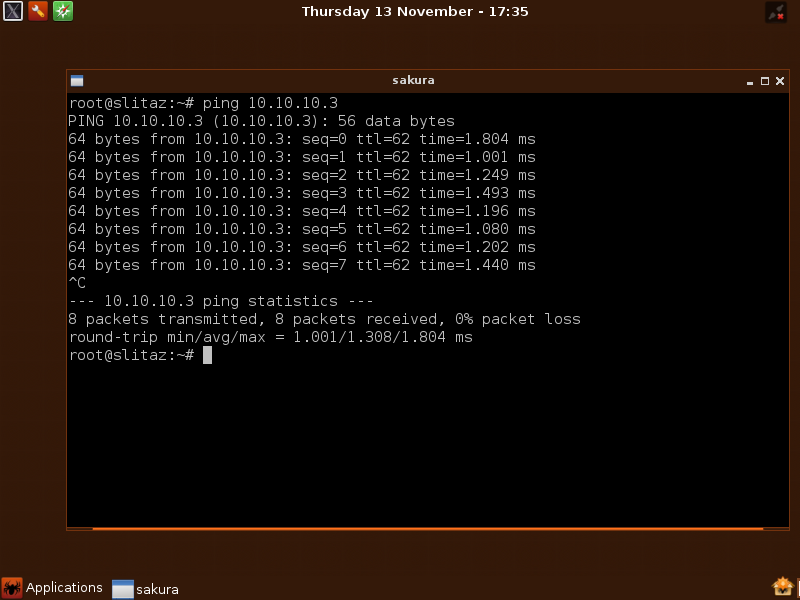 Thursday 13 November - 17:35
sakura
root@slitaz:~# ping 10.10.10.3
PING 10.10.10.3 (10.10.10.3): 56 data bytes
64 bytes from 10.10.10.3: seq=0 ttl=62 time=1.804 ms
64 bytes from 10.10.10.3: seq=1 ttl=62 time=1.001 ms
64 bytes from 10.10.10.3: seq=2 ttl=62 time=1.249 ms
64 bytes from 10.10.10.3: seq=3 ttl=62 time=1.493 ms
64 bytes from 10.10.10.3: seq=4 ttl=62 time=1.196 ms
64 bytes from 10.10.10.3: seq=5 ttl=62 time=1.080 ms
64 bytes from 10.10.10.3: seq=6 ttl=62 time=1.202 ms
64 bytes from 10.10.10.3: seq=7 ttl=62 time=1.440 ms
^C
--- 10.10.10.3 ping statistics ---
8 packets transmitted, 8 packets received, 0% packet loss
round-trip min/avg/max = 1.001/1.308/1.804 ms
root@slitaz:~#
Applications
sakura